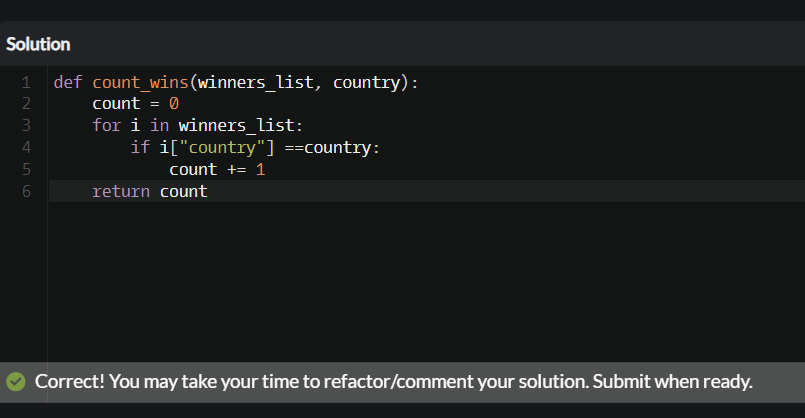 Solution
1 def count_wins(winners_list, country):
2     count = 0
3     for i in winners_list:
4         if i["country"] ==country:
5             count += 1
6     return count
Correct! You may take your time to refactor/comment your solution. Submit when ready.